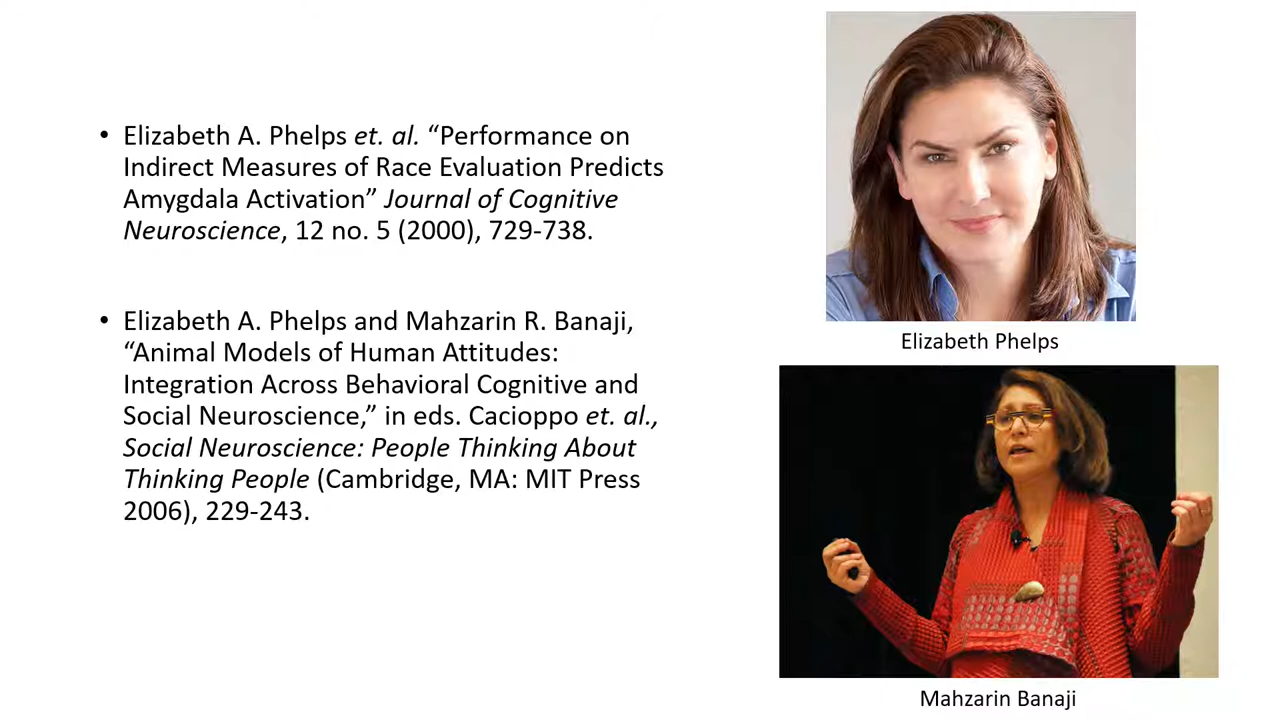 • Elizabeth A. Phelps et. al. “Performance on
Indirect Measures of Race Evaluation Predicts
Amygdala Activation” Journal of Cognitive
Neuroscience, 12 no. 5 (2000), 729-738.
• Elizabeth A. Phelps and Mahzarin R. Banaji,
“Animal Models of Human Attitudes:
Integration Across Behavioral Cognitive and
Social Neuroscience,” in eds. Cacioppo et. al.,
Social Neuroscience: People Thinking About
Thinking People (Cambridge, MA: MIT Press
2006), 229-243.
Elizabeth Phelps
Mahzarin Banaji